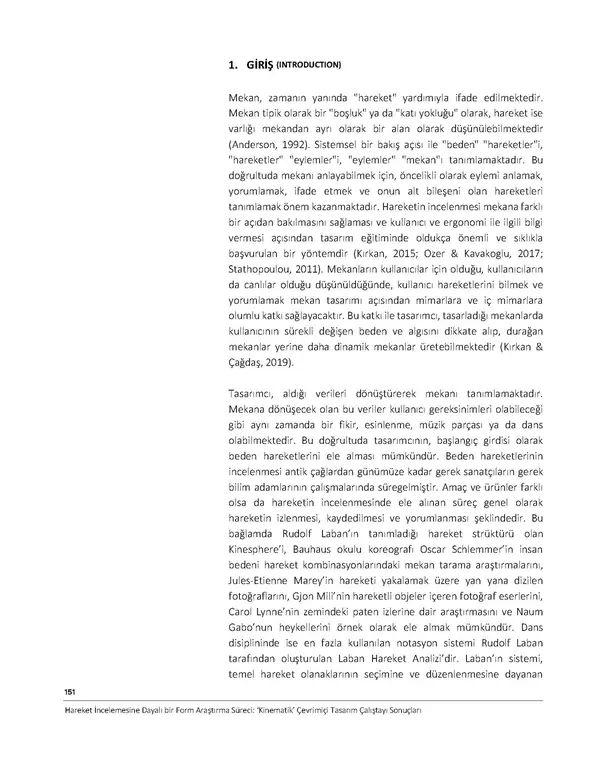 1. GİRİŞ (INTRODUCTION)
Mekan, zamanın yanında "hareket" yardımıyla ifade edilmektedir.
Mekan tipik olarak bir "boşluk" ya da "katı yokluğu" olarak, hareket ise
varlığı mekandan ayrı olarak bir alan olarak düşünülebilmektedir
(Anderson, 1992). Sistemsel bir bakış açısı ile "beden" "hareketler"i,
"hareketler" "eylemler"i, "eylemler" "mekan"ı tanımlamaktadır. Bu
doğrultuda mekanı anlayabilmek için, öncelikli olarak eylemi anlamak,
yorumlamak, ifade etmek ve onun alt bileşeni olan hareketleri
tanımlamak önem kazanmaktadır. Hareketin incelenmesi mekana farklı
bir açıdan bakılmasını sağlaması ve kullanıcı ve ergonomi ile ilgili bilgi
vermesi açısından tasarım eğitiminde oldukça önemli ve sıklıkla
başvurulan bir yöntemdir (Kırkan, 2015; Ozer & Kavakoglu, 2017;
Stathopoulou, 2011). Mekanların kullanıcılar için olduğu, kullanıcıların
da canlılar olduğu düşünüldüğünde, kullanıcı hareketlerini bilmek ve
yorumlamak mekan tasarımı açısından mimarlara ve iç mimarlara
olumlu katkı sağlayacaktır. Bu katkı ile tasarımcı, tasarladığı mekanlarda
kullanıcının sürekli değişen beden ve algısını dikkate alıp, durağan
mekanlar yerine daha dinamik mekanlar üretebilmektedir (Kırkan &
Çağdaş, 2019).
Tasarımcı, aldığı verileri dönüştürerek mekanı tanımlamaktadır.
Mekana dönüşecek olan bu veriler kullanıcı gereksinimleri olabileceği
gibi aynı zamanda bir fikir, esinlenme, müzik parçası ya da dans
olabilmektedir. Bu doğrultuda tasarımcının, başlangıç girdisi olarak
beden hareketlerini ele alması mümkündür. Beden hareketlerinin
incelenmesi antik çağlardan günümüze kadar gerek sanatçıların gerek
bilim adamlarının çalışmalarında süregelmiştir. Amaç ve ürünler farklı
olsa da hareketin incelenmesinde ele alınan süreç genel olarak
hareketin izlenmesi, kaydedilmesi ve yorumlanması şeklindedir. Bu
bağlamda Rudolf Laban'ın tanımladığı hareket strüktürü olan
Kinesphere'i, Bauhaus okulu koreografı Oscar Schlemmer'in insan
bedeni hareket kombinasyonlarındaki mekan tarama araştırmalarını,
Jules-Etienne Marey'in hareketi yakalamak üzere yan yana dizilen
fotoğraflarını, Gjon Mili'nin hareketli objeler içeren fotoğraf eserlerini,
Carol Lynne'nin zemindeki paten izlerine dair araştırmasını ve Naum
Gabo'nun heykellerini örnek olarak ele almak mümkündür. Dans
disiplininde ise en fazla kullanılan notasyon sistemi Rudolf Laban
tarafından oluşturulan Laban Hareket Analizi'dir. Laban'ın sistemi,
temel hareket olanaklarının seçimine ve düzenlenmesine dayanan
151
Hareket İncelemesine Dayalı bir Form Araştırma Süreci: 'Kinematik' Çevrimiçi Tasarım Çalıştayı Sonuçları